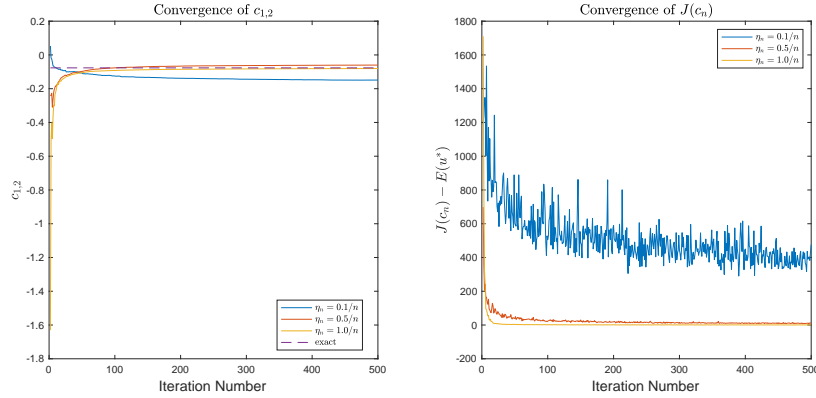 Convergence of c_{1,2}
0.2
0
-0.2
-0.4
-0.6
-0.8
-1
-1.2
-1.4
-1.6
-1.8
c_{1,2}
η_n = 0.1/n
η_n = 0.5/n
η_n = 1.0/n
exact
0
100
200
300
400
500
Iteration Number
Convergence of J(c_n)
1800
1600
1400
1200
1000
800
600
400
200
0
-200
J(c_n) − E(u*)
η_n = 0.1/n
η_n = 0.5/n
η_n = 1.0/n
0
100
200
300
400
500
Iteration Number